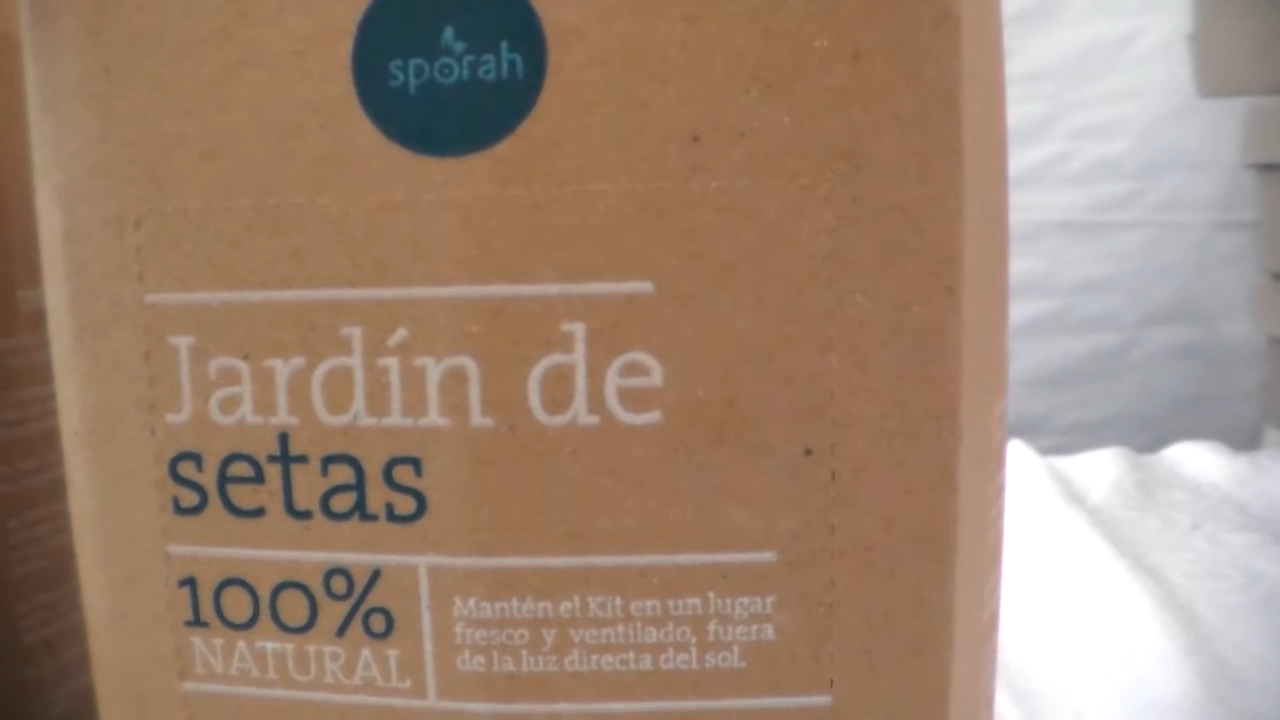 sporah
Jardín de
setas
100%
NATURAL
Mantén el Kit en un lugar
fresco y ventilado, fuera
de la luz directa del sol.